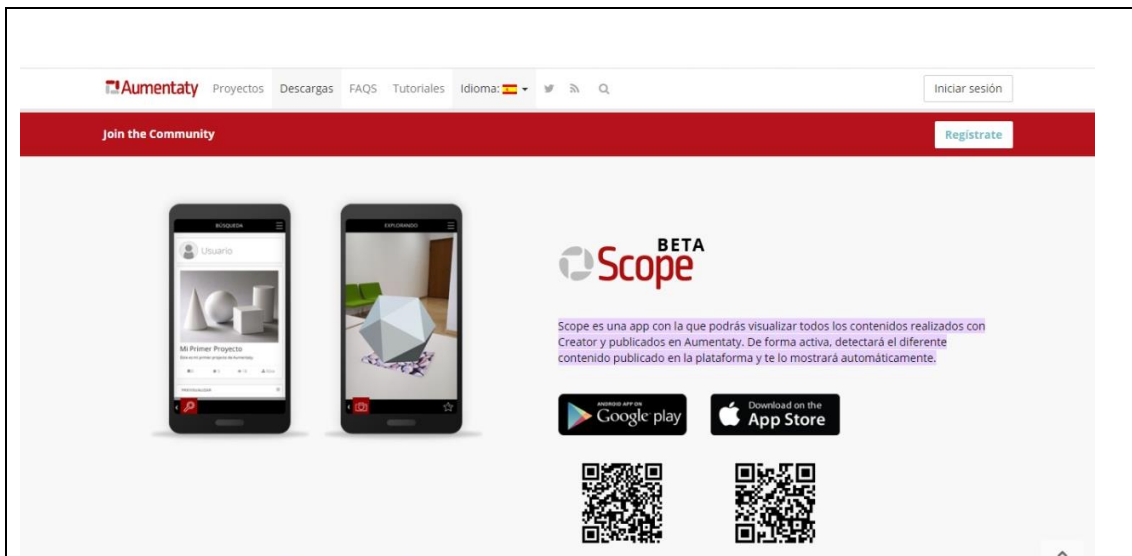 Aumentaty Proyectos Descargas FAQS Tutoriales Idioma: Iniciar sesión
Join the Community Regístrate
BÚSQUEDA
Usuario
Mi Primer Proyecto
EXPLORANDO
Scope BETA
Scope es una app con la que podrás visualizar todos los contenidos realizados con
Creator y publicados en Aumentaty. De forma activa, detectará el diferente
contenido publicado en la plataforma y te lo mostrará automáticamente.
ANDROID APP ON
Google play
Download on the
App Store